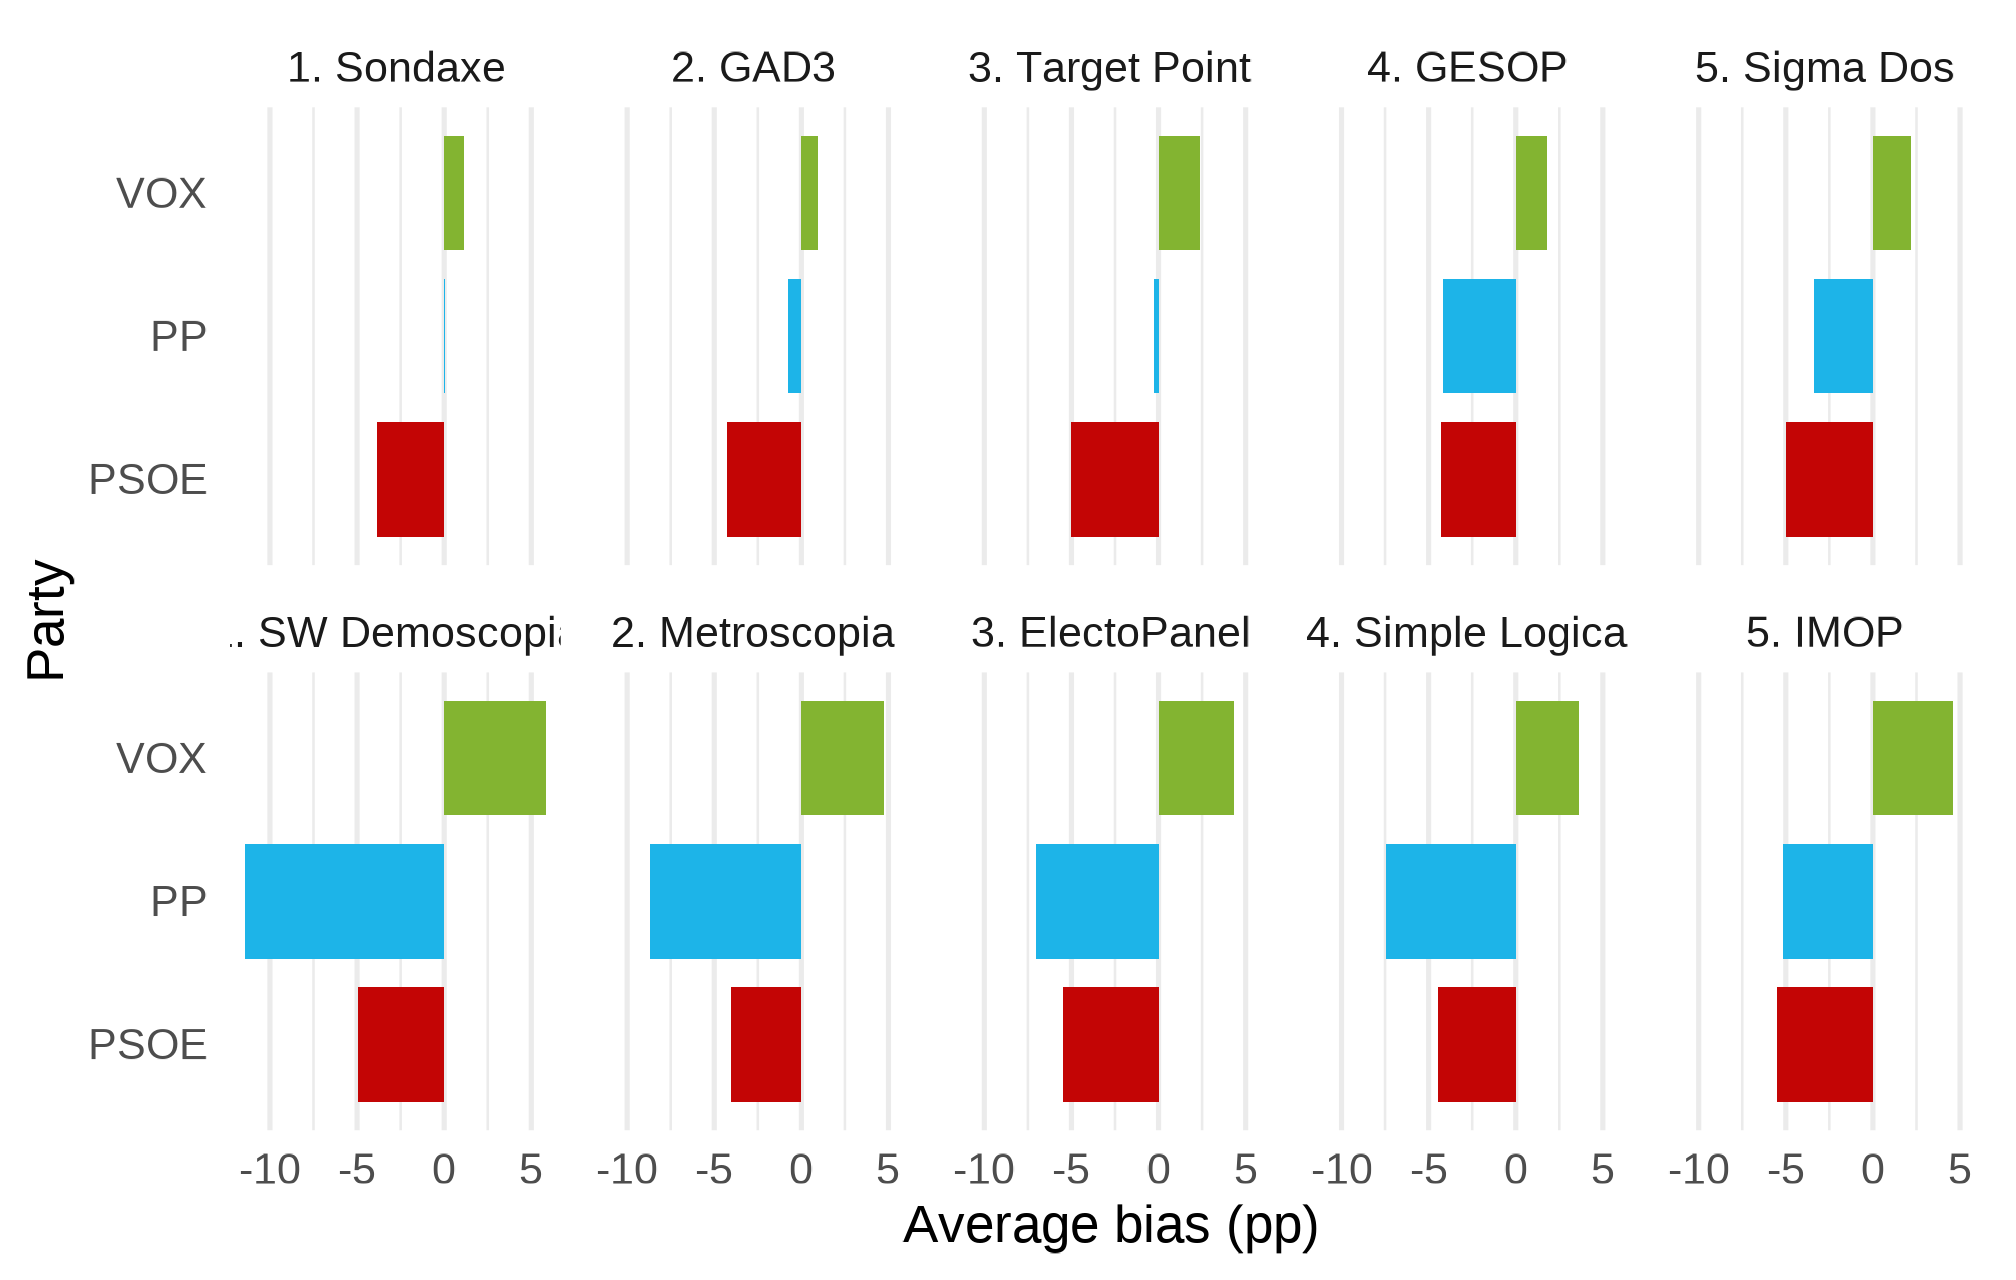 1. Sondaxe
2. GAD3
3. Target Point
4. GESOP
5. Sigma Dos
VOX
PP
PSOE
Party
. SW Demoscopia
2. Metroscopia
3. ElectoPanel
4. Simple Logica
5. IMOP
VOX
PP
PSOE
-10 -5 0 5 -10 -5 0 5 -10 -5 0 5 -10 -5 0 5 -10 -5 0 5
Average bias (pp)